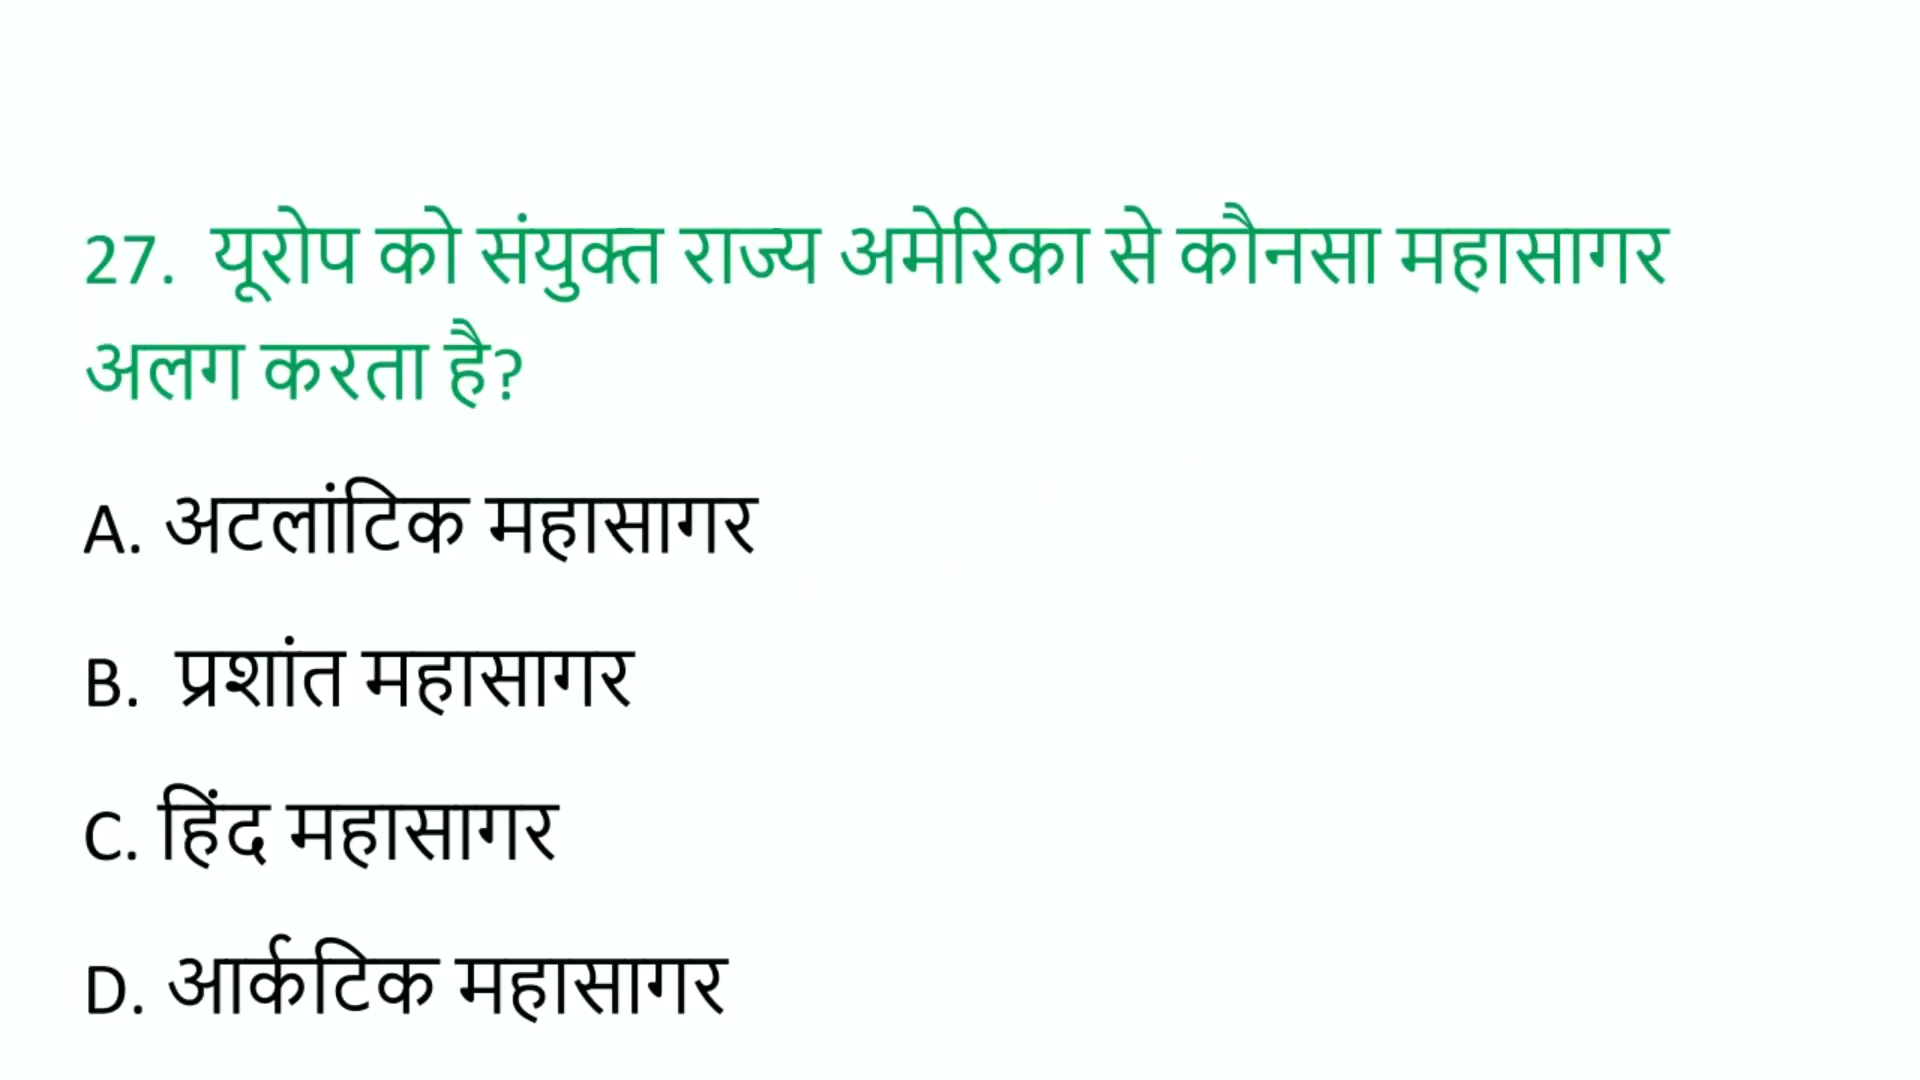 27. यूरोप को संयुक्त राज्य अमेरिका से कौनसा महासागर
अलग करता है?
A. अटलांटिक महासागर
B. प्रशांत महासागर
C. हिंद महासागर
D. आर्कटिक महासागर